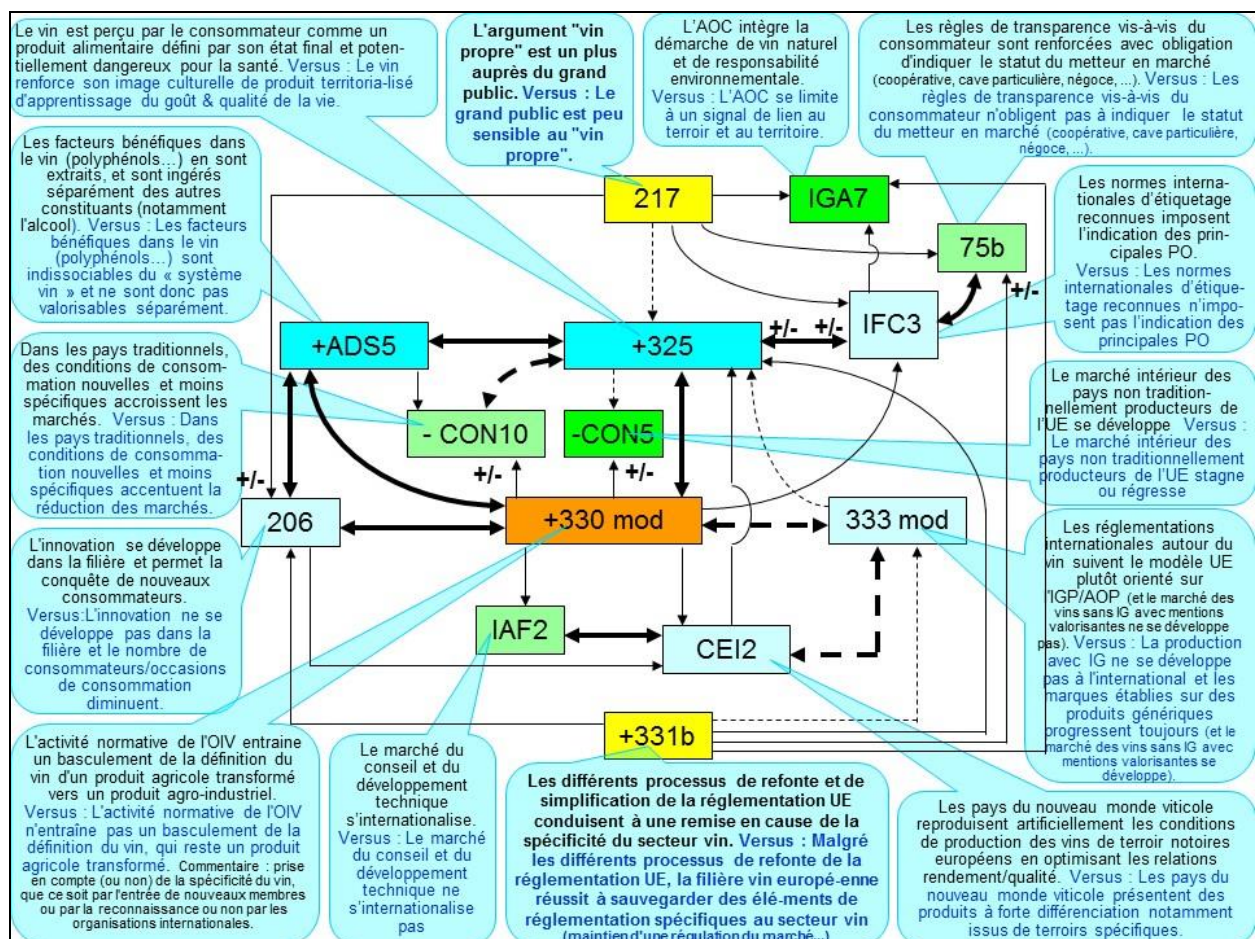 Le vin est perçu par le consommateur comme un
produit alimentaire défini par son état final et poten-
tiellement dangereux pour la santé. Versus : Le vin
renforce son image culturelle de produit territoria-lisé
d'apprentissage du goût & qualité de la vie.
L'argument "vin
propre" est un plus
auprès du grand
public. Versus : Le
grand public est peu
sensible au "vin
propre".
L'AOC intègre la
démarche de vin naturel
et de responsabilité
environnementale.
Versus : L'AOC se limite
à un signal de lien au
terroir et au territoire.
Les règles de transparence vis-à-vis du
consommateur sont renforcées avec obligation
d'indiquer le statut du metteur en marché
(coopérative, cave particulière, négoce, ...). Versus : Les
règles de transparence vis-à-vis du
consommateur n'obligent pas à indiquer le statut
du metteur en marché (coopérative, cave particulière,
négoce, ...).
Les facteurs bénéfiques dans
le vin (polyphénols...) en sont
extraits, et sont ingérés
séparément des autres
constituants (notamment
l'alcool). Versus : Les facteurs
bénéfiques dans le vin
(polyphénols...) sont
indissociables du « système
vin » et ne sont donc pas
valorisables séparément.
217
IGA7
75b
+/-
Les normes interna-
tionales d'étiquetage
reconnues imposent
l'indication des prin-
cipales PO.
Versus : Les normes
internationales d'étique-
tage reconnues n'impo-
sent pas l'indication des
principales PO
+ADS5
+325
+/-
+/-
IFC3
Dans les pays traditionnels,
des conditions de consom-
mation nouvelles et moins
spécifiques accroissent les
marchés. Versus : Dans
les pays traditionnels, des
conditions de consomma-
tion nouvelles et moins
spécifiques accentuent la
réduction des marchés.
- CON10
-CON5
Le marché intérieur des
pays non tradition-
nellement producteurs de
l'UE se développe Versus :
Le marché intérieur des
pays non traditionnellement
producteurs de l'UE stagne
ou régresse
+/-
+/-
+/-
206
+330 mod
333 mod
L'innovation se développe
dans la filière et permet la
conquête de nouveaux
consommateurs.
Versus:L'innovation ne se
développe pas dans la
filière et le nombre de
consommateurs/occasions
de consommation
diminuent.
IAF2
CEI2
Les réglementations
internationales autour du
vin suivent le modèle UE
plutôt orienté sur
l'IGP/AOP (et le marché des
vins sans IG avec mentions
valorisantes ne se développe
pas). Versus : La production
avec IG ne se développe
pas à l'international et les
marques établies sur des
produits génériques
progressent toujours (et le
marché des vins sans IG avec
mentions valorisantes se
développe).
+331b
L'activité normative de l'OIV entraine
un basculement de la définition du
vin d'un produit agricole transformé
vers un produit agro-industriel.
Versus : L'activité normative de l'OIV
n'entraîne pas un basculement de la
définition du vin, qui reste un produit
agricole transformé. Commentaire : prise
en compte (ou non) de la spécificité du vin,
que ce soit par l'entrée de nouveaux membres
ou par la reconnaissance ou non par les
organisations internationales.
Le marché du
conseil et du
développement
technique
s'internationalise.
Versus : Le marché
du conseil et du
développement
technique ne
s'internationalise
pas
Les différents processus de refonte et de
simplification de la réglementation UE
conduisent à une remise en cause de la
spécificité du secteur vin. Versus : Malgré
les différents processus de refonte de la
réglementation UE, la filière vin europé-enne
réussit à sauvegarder des élé-ments de
réglementation spécifiques au secteur vin
(maintien d'une régulation du marché...)
Les pays du nouveau monde viticole
reproduisent artificiellement les conditions
de production des vins de terroir notoires
européens en optimisant les relations
rendement/qualité. Versus : Les pays du
nouveau monde viticole présentent des
produits à forte différenciation notamment
issus de terroirs spécifiques.